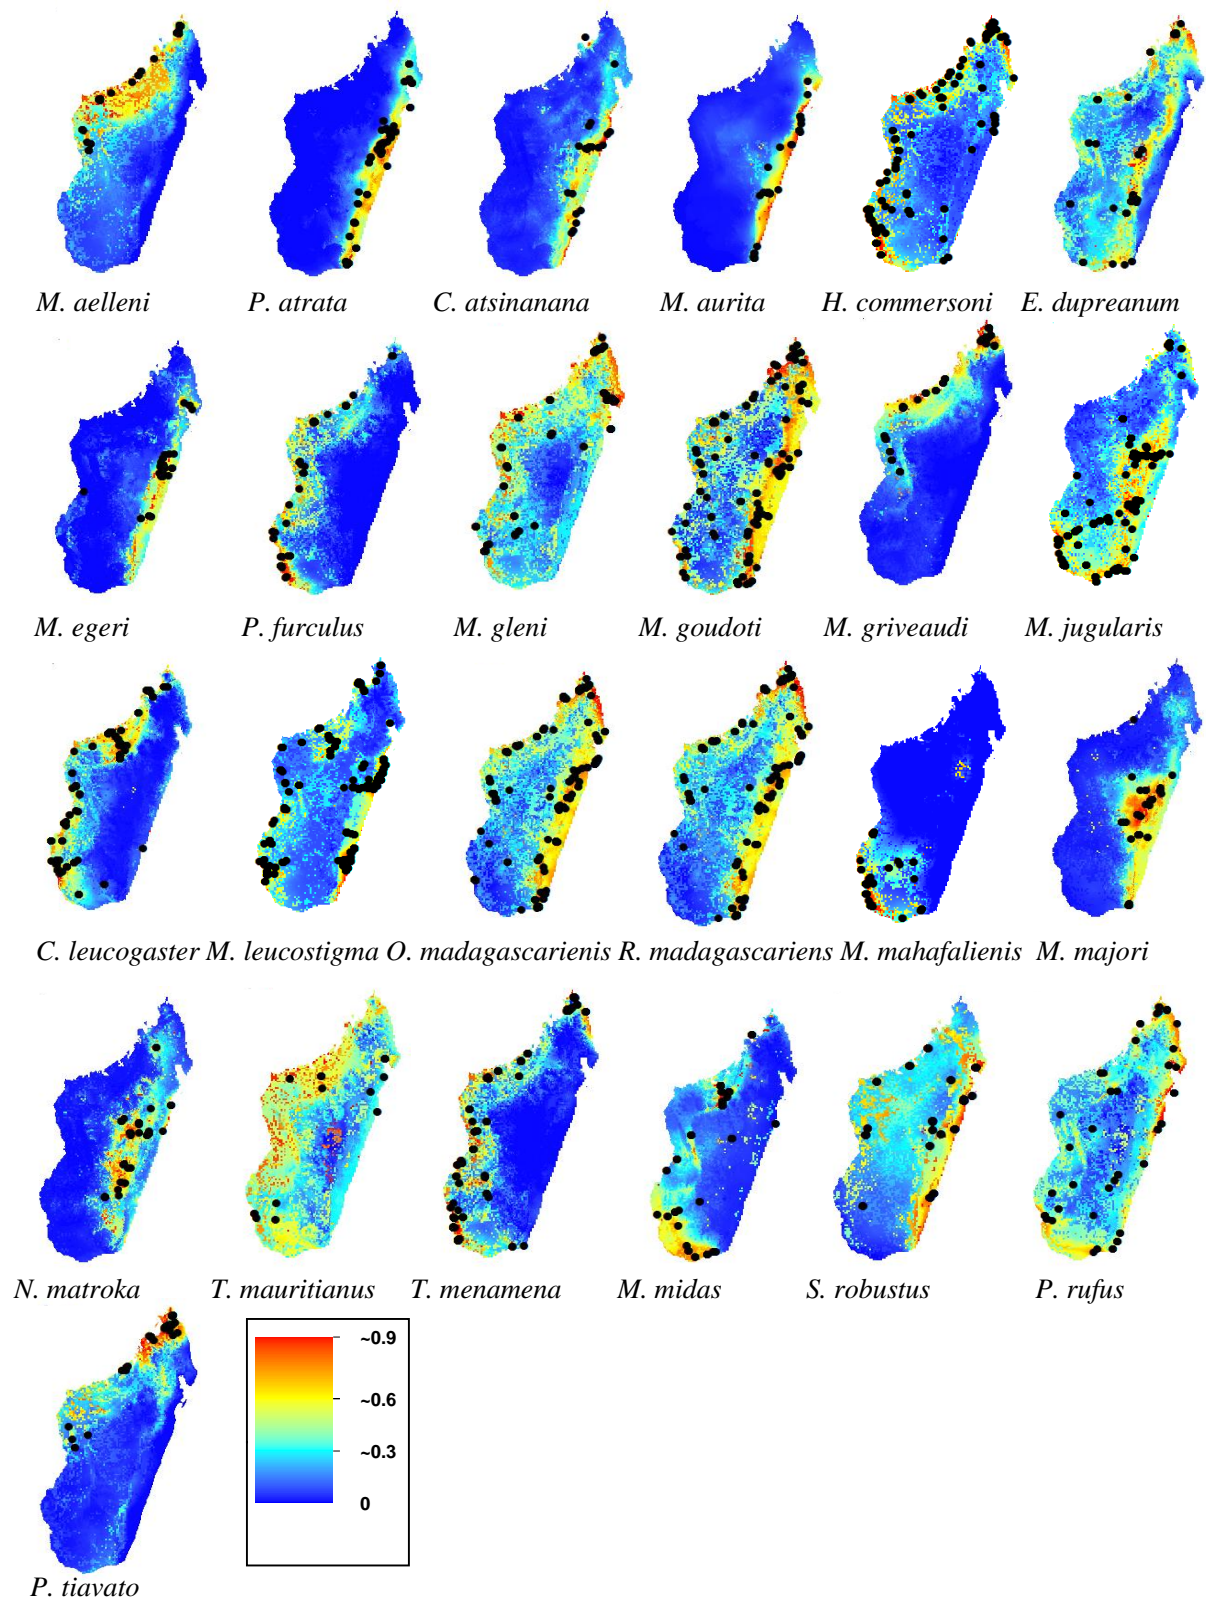 M. aelleni P. atrata C. atsinanana M. aurita H. commersoni E. dupreanum
M. egeri P. furculus M. gleni M. goudoti M. griveaudi M. jugularis
C. leucogaster M. leucostigma O. madagascarienis R. madagascariens M. mahafalienis M. majori
N. matroka T. mauritianus T. menamena M. midas S. robustus P. rufus
~0.9
~0.6
~0.3
0
P. tiavato